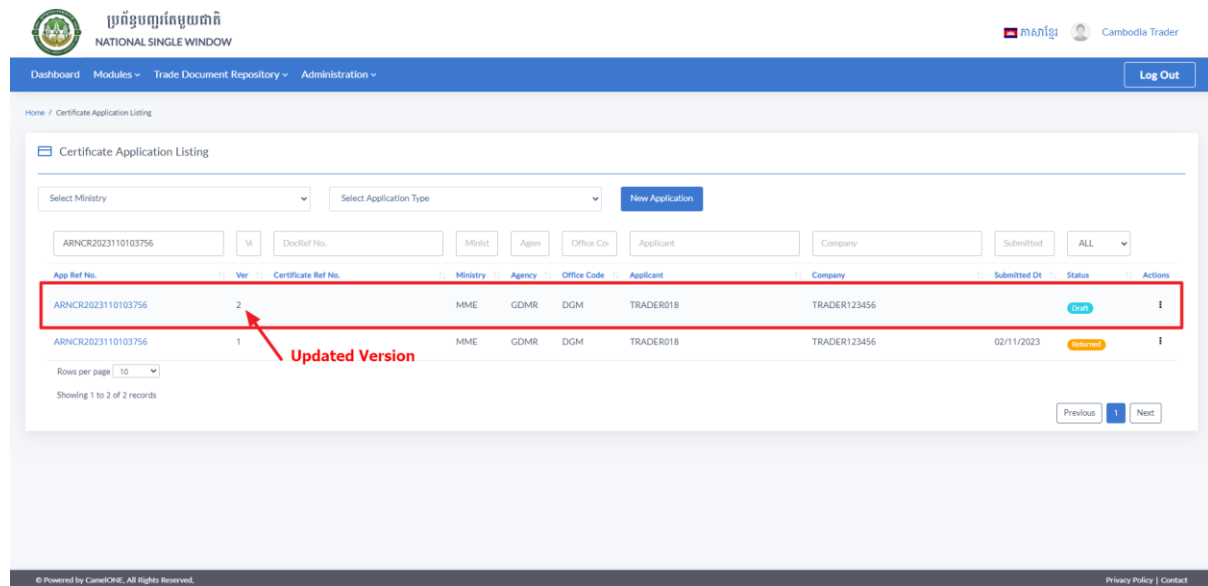 ប្រព័ន្ធបញ្ជរតែមួយជាតិ
NATIONAL SINGLE WINDOW
ភាសាខ្មែរ Cambodia Trader
Dashboard Modules Trade Document Repository Administration Log Out
Home / Certificate Application Listing
Certificate Application Listing
Select Ministry Select Application Type New Application
ARNCR2023110103756 DocRef No. Minist Agen Office Co Applicant Company Submitted ALL
App Ref No. Ver Certificate Ref No. Ministry Agency Office Code Applicant Company Submitted Dt Status Actions
ARNCR2023110103756 2 MME GDMR DGM TRADER018 TRADER123456 Draft
ARNCR2023110103756 1 MME GDMR DGM TRADER018 TRADER123456 02/11/2023 Returned
Updated Version
Rows per page 10
Showing 1 to 2 of 2 records
Previous 1 Next
© Powered by CamelONE, All Rights Reserved. Privacy Policy | Contact